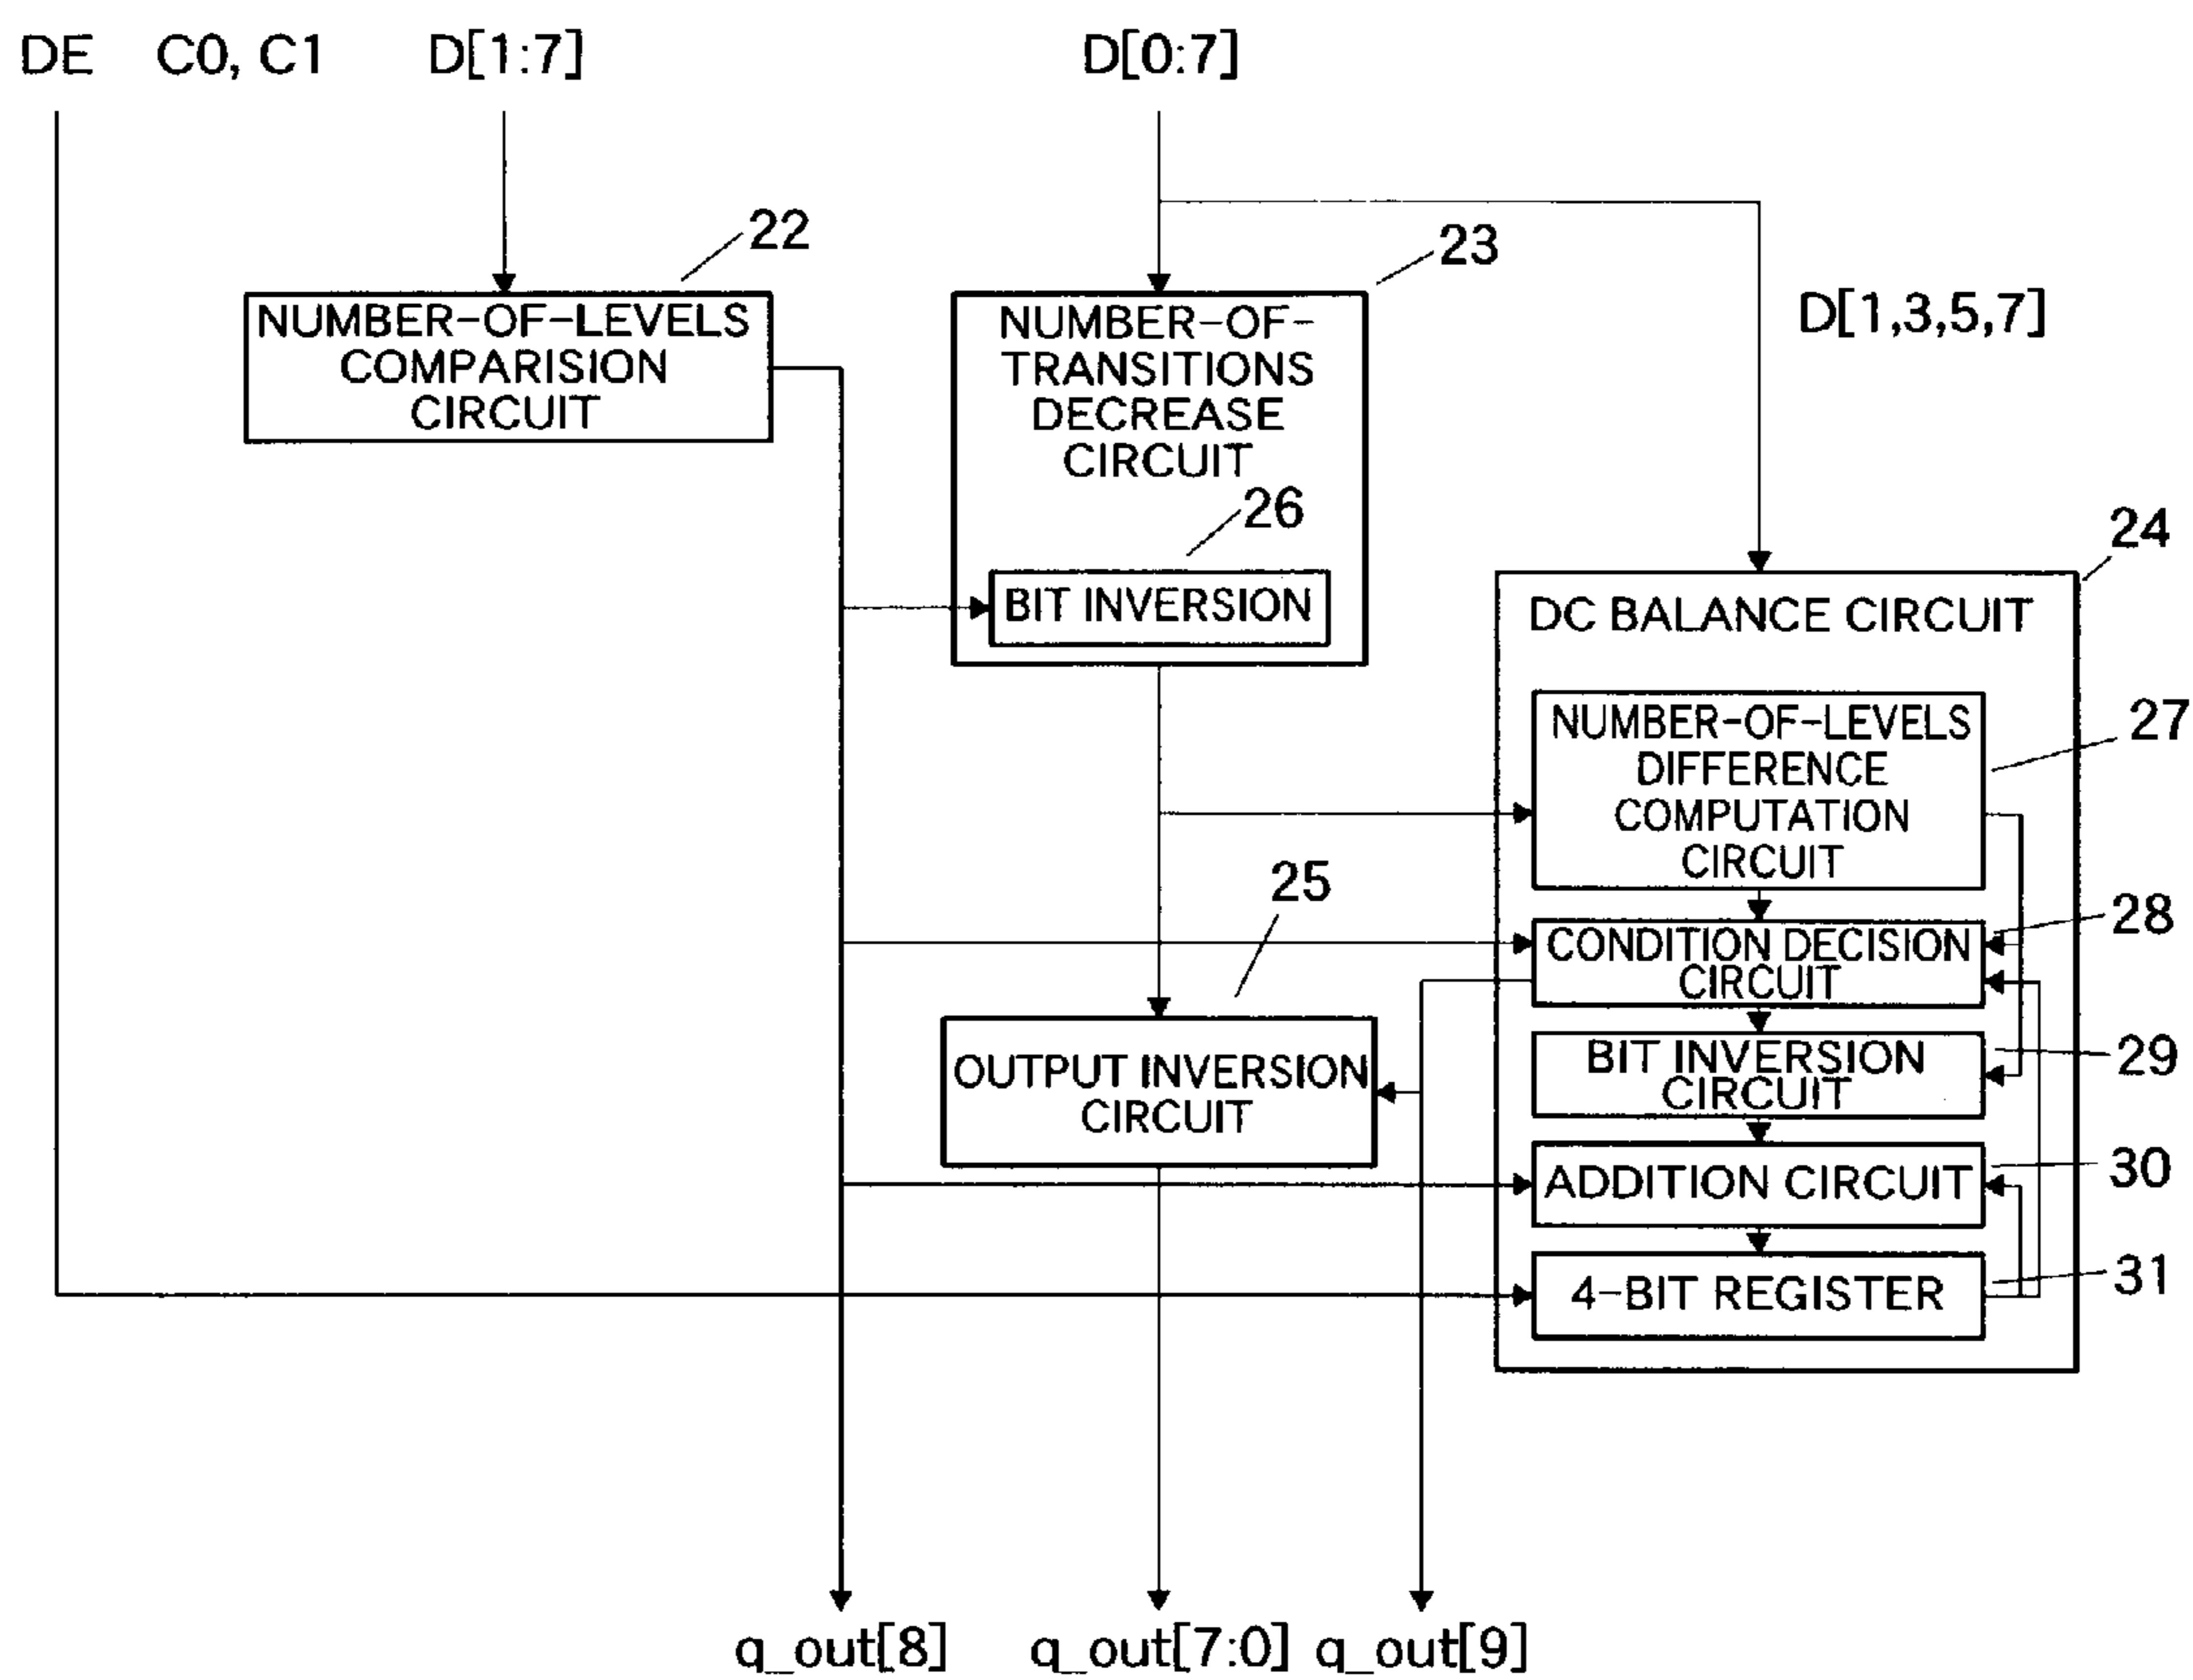 DE C0, C1 D[1:7] D[0:7]
22
23
NUMBER-OF-LEVELS
COMPARISION
CIRCUIT
NUMBER-OF-
TRANSITIONS
DECREASE
CIRCUIT
D[1,3,5,7]
26
BIT INVERSION
24
DC BALANCE CIRCUIT
NUMBER-OF-LEVELS
DIFFERENCE
COMPUTATION
CIRCUIT
27
25
28
CONDITION DECISION
CIRCUIT
OUTPUT INVERSION
CIRCUIT
BIT INVERSION
CIRCUIT
29
ADDITION CIRCUIT
30
4-BIT REGISTER
31
q_out[8] q_out[7:0] q_out[9]